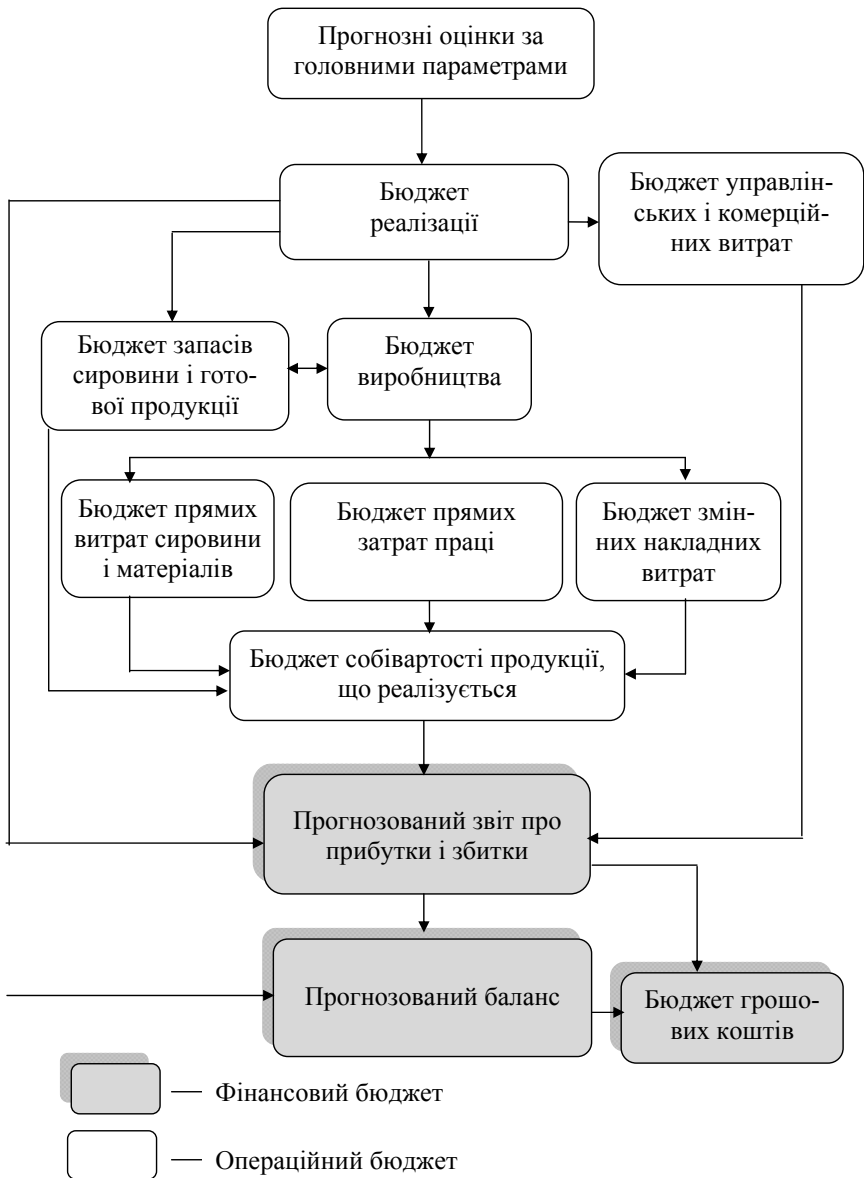 Прогнозні оцінки за
головними параметрами
Бюджет
реалізації
Бюджет управлін-
ських і комерцій-
них витрат
Бюджет запасів
сировини і гото-
вої продукції
Бюджет
виробництва
Бюджет прямих
витрат сировини
і матеріалів
Бюджет прямих
затрат праці
Бюджет змін-
них накладних
витрат
Бюджет собівартості продукції,
що реалізується
Прогнозований звіт про
прибутки і збитки
Прогнозований баланс
Бюджет грошо-
вих коштів
— Фінансовий бюджет
— Операційний бюджет